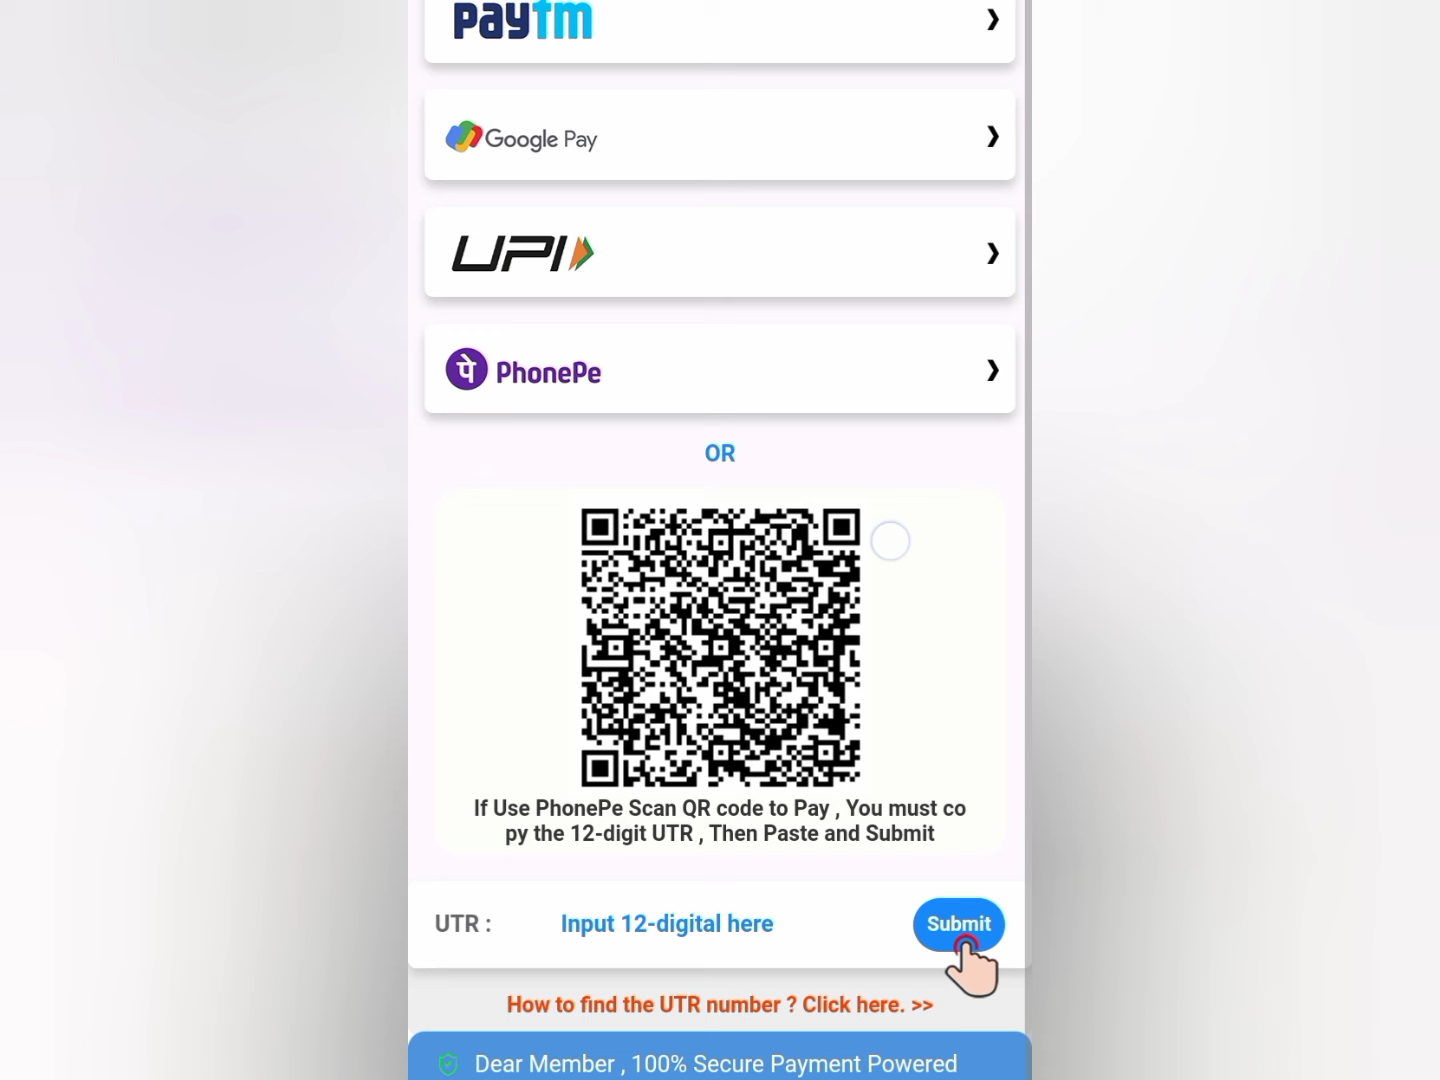 paytm
Google Pay
UPI
पे PhonePe
OR
If Use PhonePe Scan QR code to Pay , You must co
py the 12-digit UTR , Then Paste and Submit
UTR : Input 12-digital here Submit
How to find the UTR number ? Click here. >>
Dear Member , 100% Secure Payment Powered